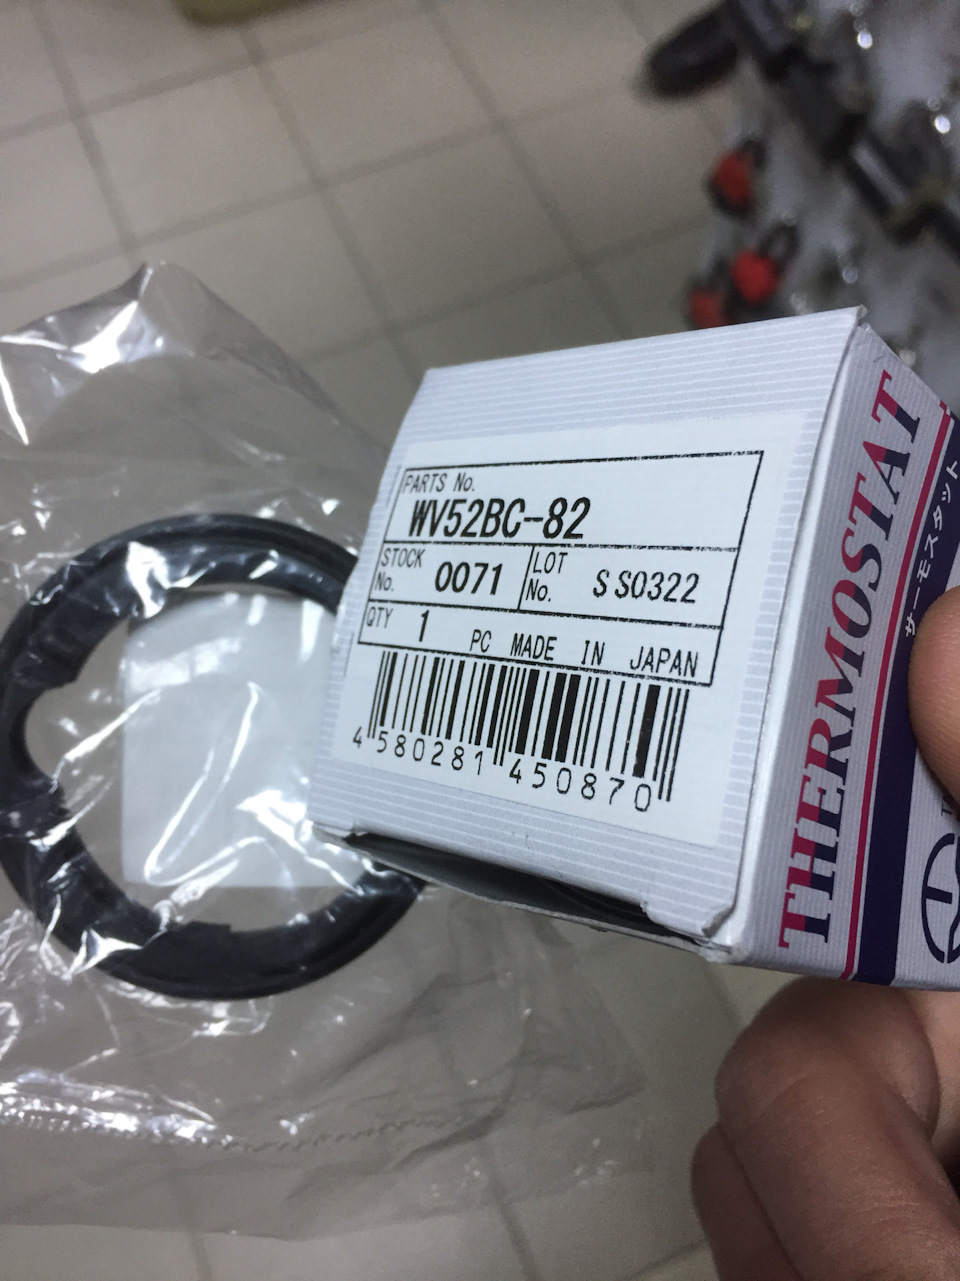 PARTS No.
WV52BC-82
STOCK No. 0071
LOT No. SS0322
QTY 1 PC MADE IN JAPAN
4 580281 450870
THERMOSTAT
サーモスタット